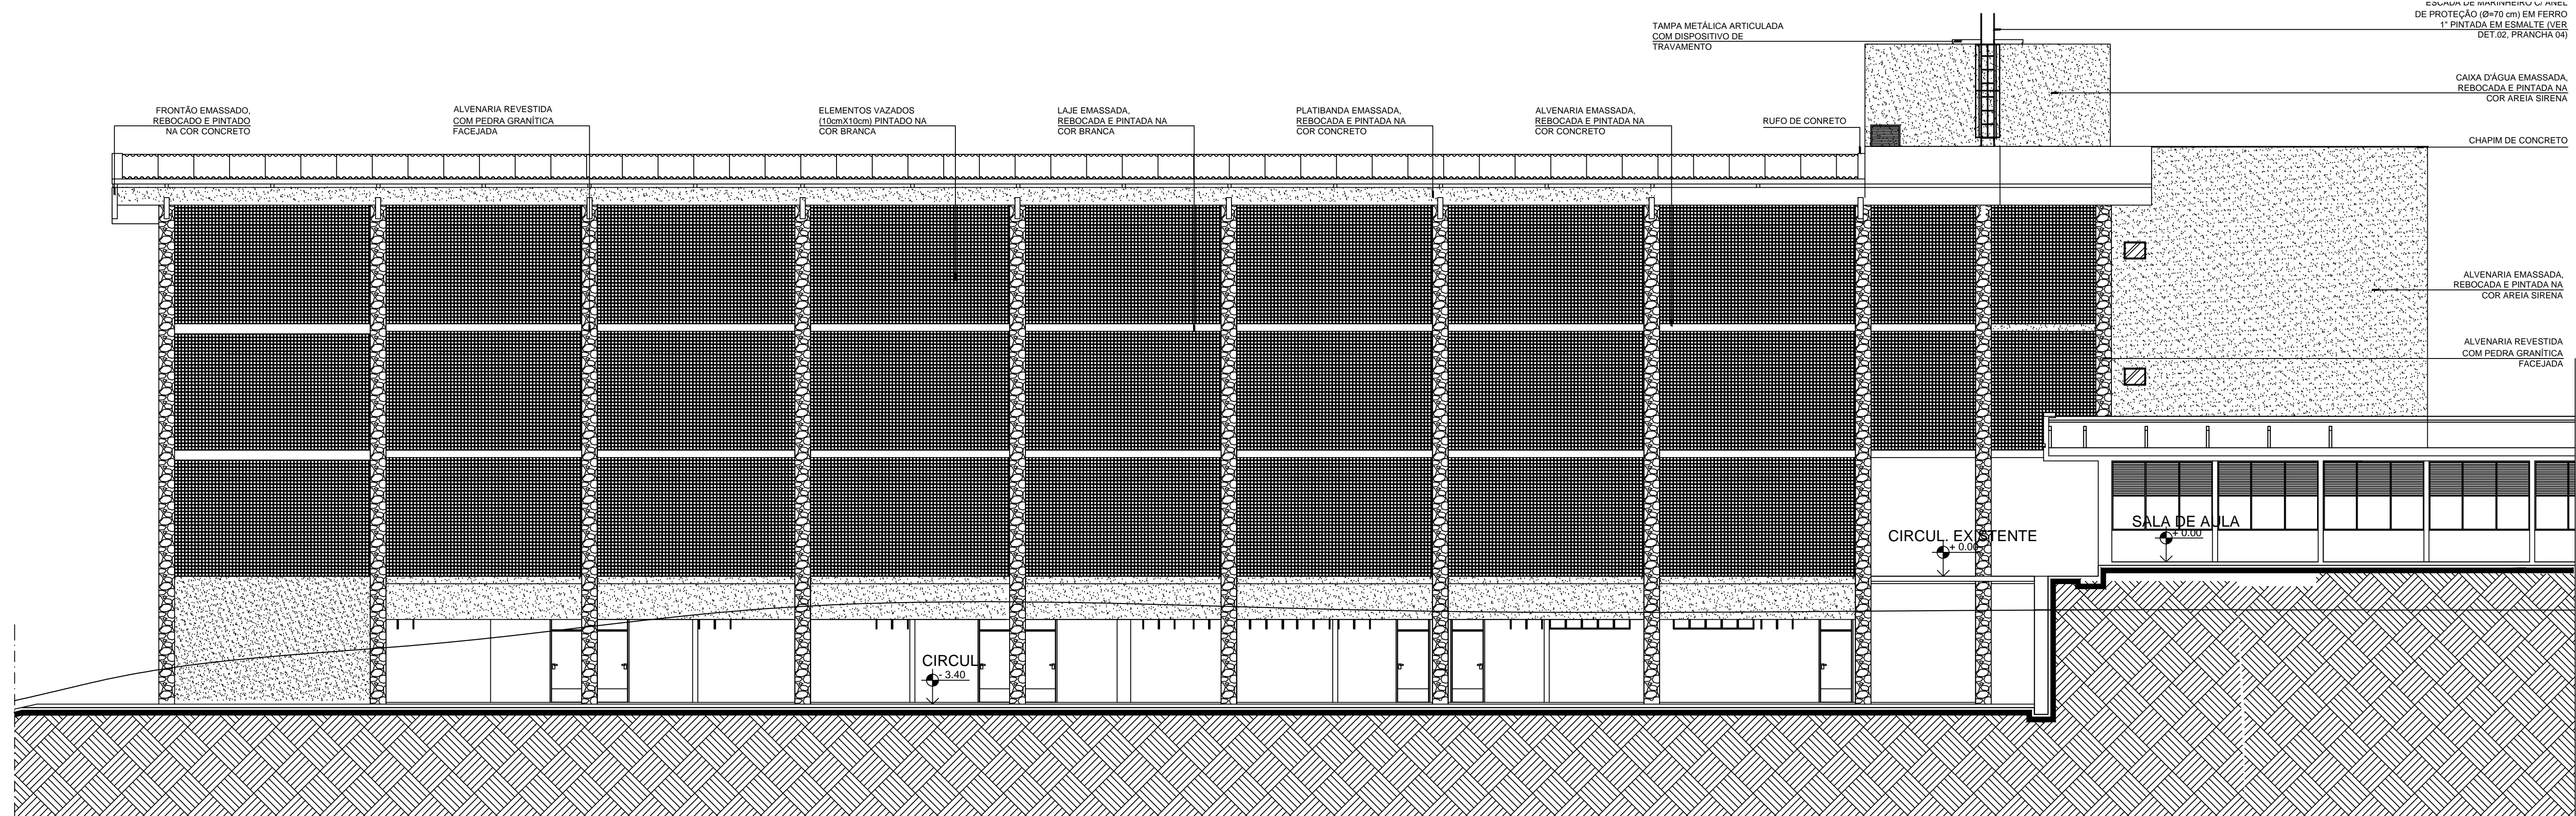 ESCADA DE MARINHEIRO C/ ANEL
DE PROTEÇÃO (Ø=70 cm) EM FERRO
1" PINTADA EM ESMALTE (VER
DET.02, PRANCHA 04)
TAMPA METÁLICA ARTICULADA
COM DISPOSITIVO DE
TRAVAMENTO
CAIXA D'ÁGUA EMASSADA,
REBOCADA E PINTADA NA
COR AREIA SIRENA
FRONTÃO EMASSADO,
REBOCADO E PINTADO
NA COR CONCRETO
ALVENARIA REVESTIDA
COM PEDRA GRANÍTICA
FACEJADA
ELEMENTOS VAZADOS
(10cmX10cm) PINTADO NA
COR BRANCA
LAJE EMASSADA,
REBOCADA E PINTADA NA
COR BRANCA
PLATIBANDA EMASSADA,
REBOCADA E PINTADA NA
COR CONCRETO
ALVENARIA EMASSADA,
REBOCADA E PINTADA NA
COR CONCRETO
RUFO DE CONRETO
CHAPIM DE CONCRETO
ALVENARIA EMASSADA,
REBOCADA E PINTADA NA
COR AREIA SIRENA
ALVENARIA REVESTIDA
COM PEDRA GRANÍTICA
FACEJADA
SALA DE AULA
+ 0.00
CIRCUL. EXISTENTE
+ 0.00
CIRCUL.
- 3.40